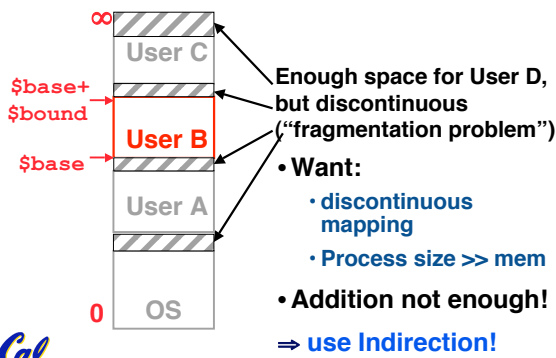 ∞
User C
$base+
$bound
User B
$base
User A
0
OS
Enough space for User D,
but discontinuous
(“fragmentation problem”)
• Want:
• discontinuous
mapping
• Process size >> mem
• Addition not enough!
⇒ use Indirection!
Cal